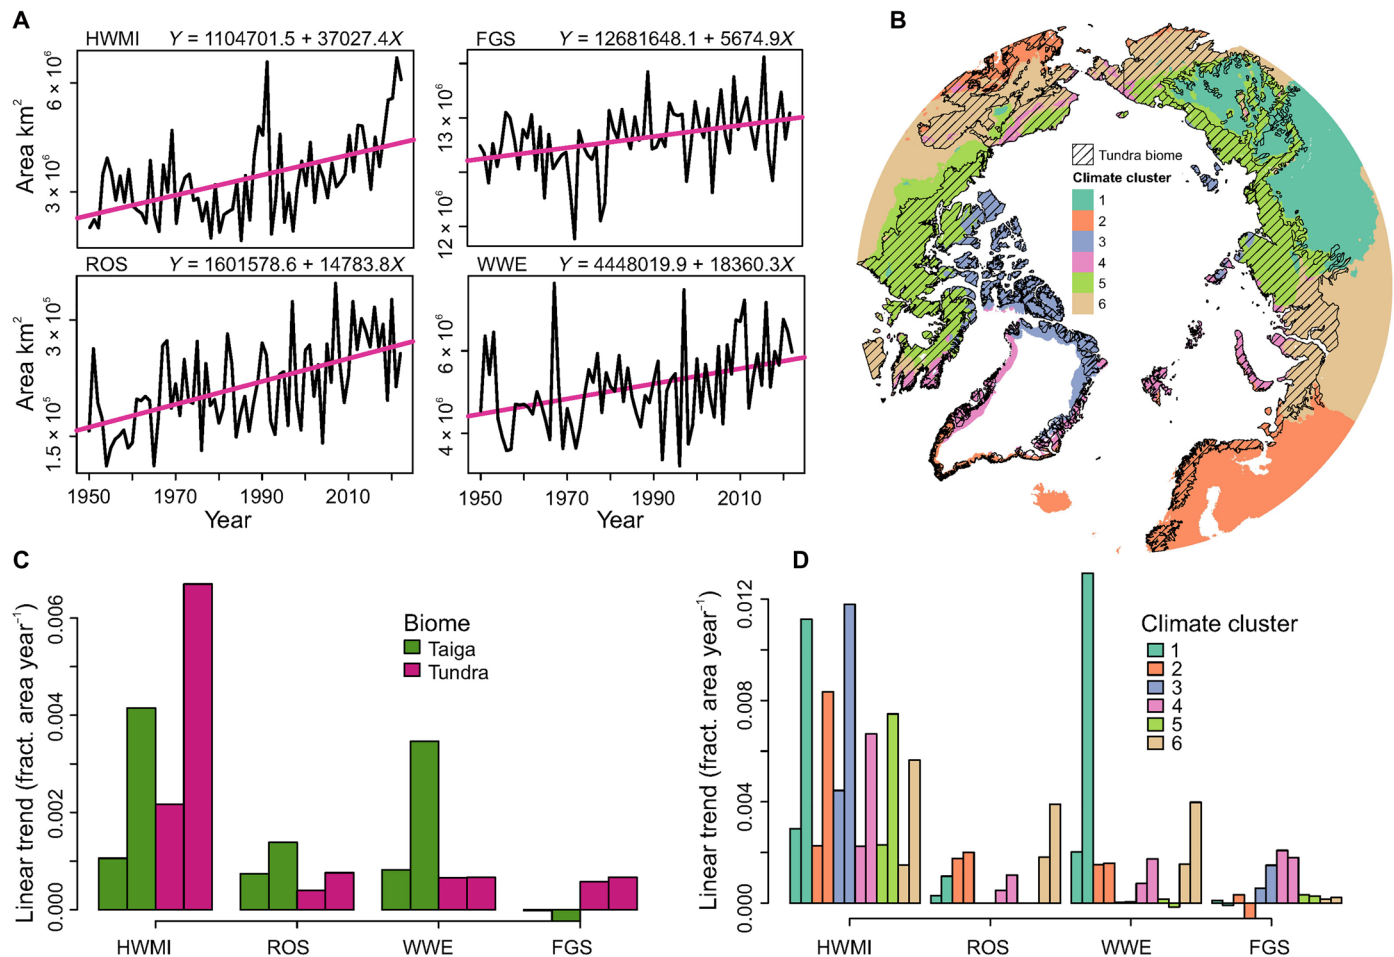 A
HWMI Y = 1104701.5 + 37027.4X
Area km²
6 × 10⁶
3 × 10⁶
FGS Y = 12681648.1 + 5674.9X
13 × 10⁶
12 × 10⁶
ROS Y = 1601578.6 + 14783.8X
Area km²
3 × 10⁵
1.5 × 10⁵
1950 1970 1990 2010
Year
WWE Y = 4448019.9 + 18360.3X
6 × 10⁶
4 × 10⁶
1950 1970 1990 2010
Year
B
Tundra biome
Climate cluster
1
2
3
4
5
6
C
Linear trend (fract. area year⁻¹)
0.006
0.004
0.002
0.000
Biome
Taiga
Tundra
HWMI ROS WWE FGS
D
Linear trend (fract. area year⁻¹)
0.012
0.008
0.004
0.000
Climate cluster
1
2
3
4
5
6
HWMI ROS WWE FGS